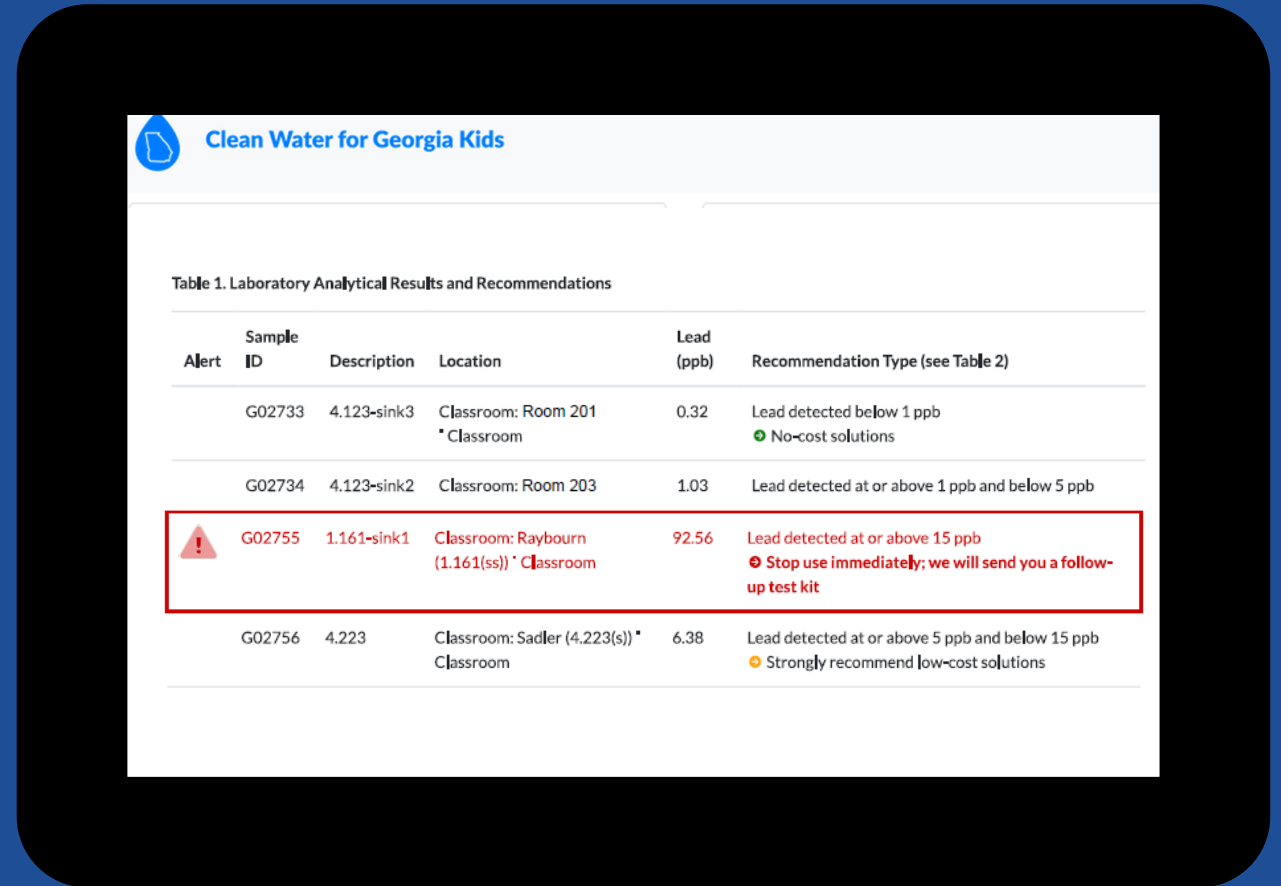 Clean Water for Georgia Kids
Table 1. Laboratory Analytical Results and Recommendations
Alert Sample ID Description Location Lead (ppb) Recommendation Type (see Table 2)
G02733 4.123-sink3 Classroom: Room 201 0.32 Lead detected below 1 ppb
▪ Classroom No-cost solutions
G02734 4.123-sink2 Classroom: Room 203 1.03 Lead detected at or above 1 ppb and below 5 ppb
! G02755 1.161-sink1 Classroom: Raybourn 92.56 Lead detected at or above 15 ppb
(1.161(ss)) ▪ Classroom Stop use immediately; we will send you a follow-
up test kit
G02756 4.223 Classroom: Sadler (4.223(s)) ▪ 6.38 Lead detected at or above 5 ppb and below 15 ppb
Classroom Strongly recommend low-cost solutions